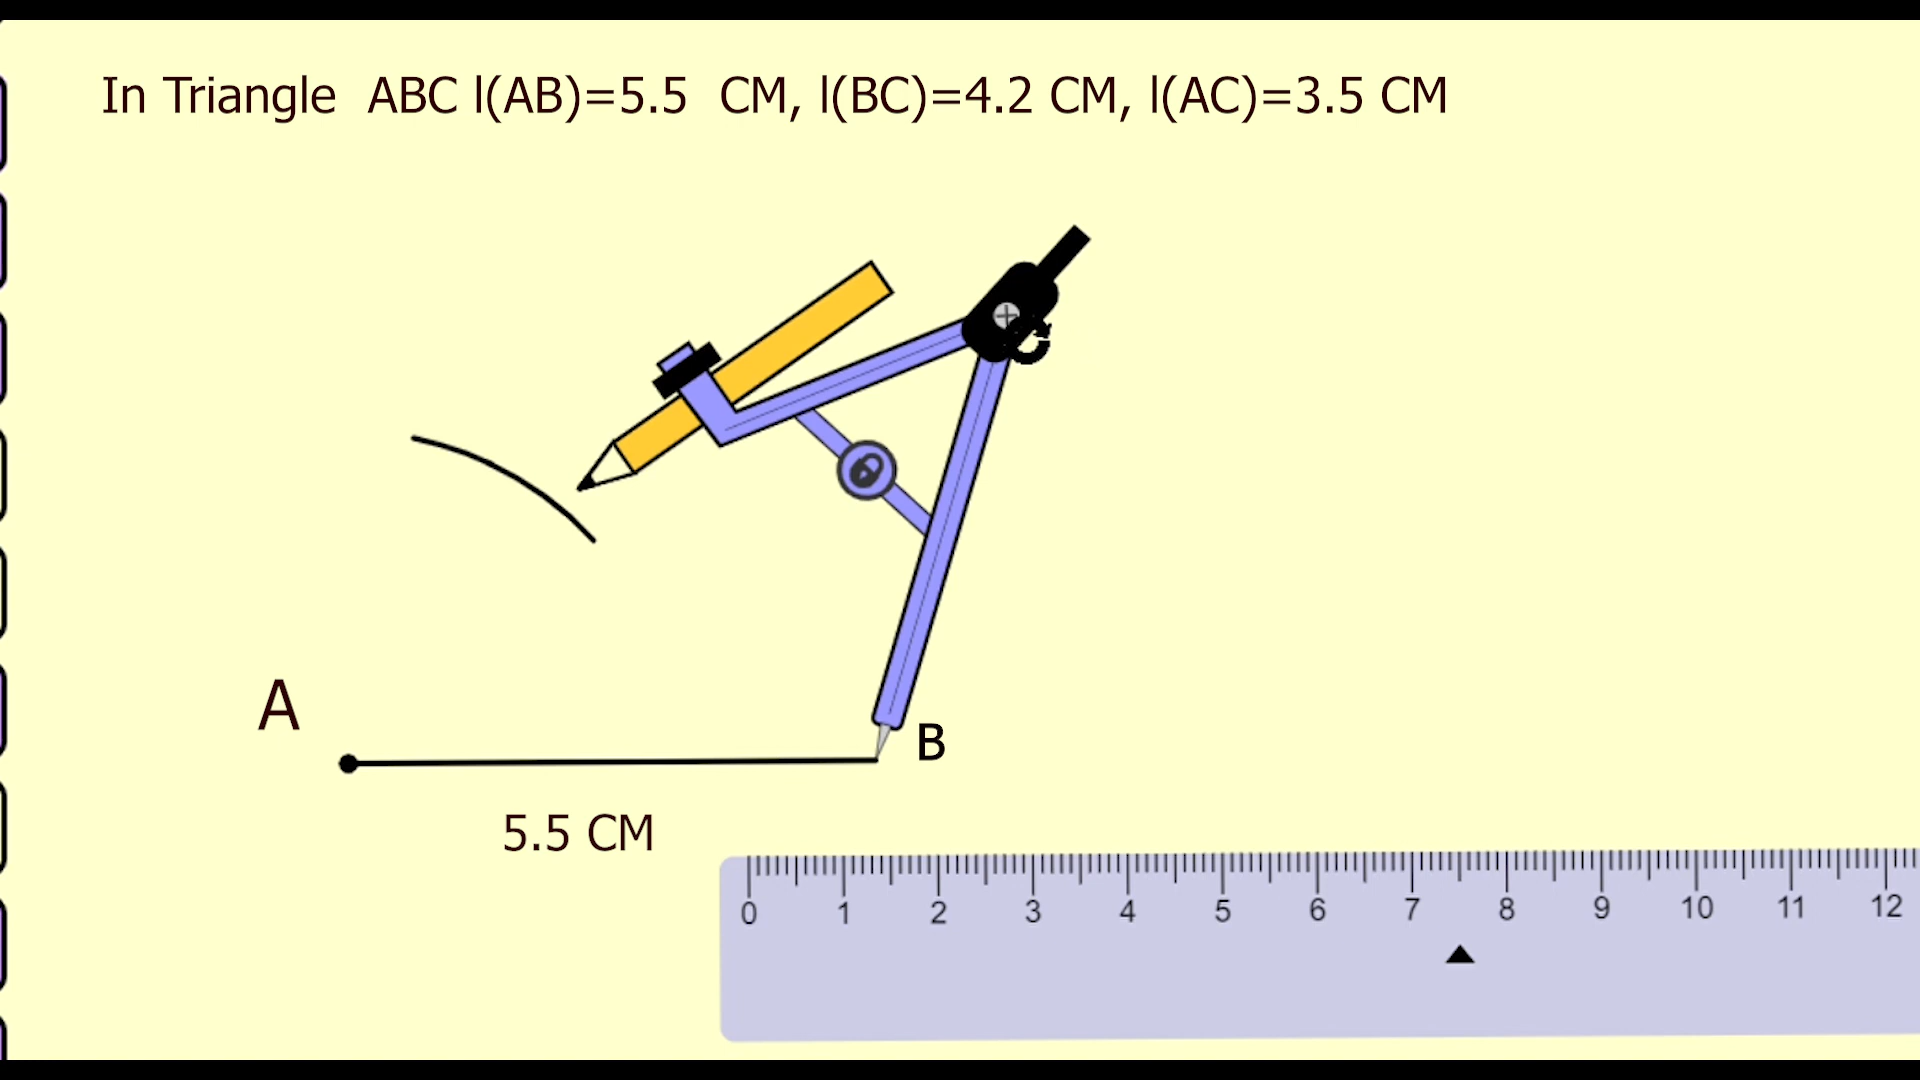 In Triangle ABC l(AB)=5.5 CM, l(BC)=4.2 CM, l(AC)=3.5 CM
A
B
5.5 CM
0 1 2 3 4 5 6 7 8 9 10 11 12